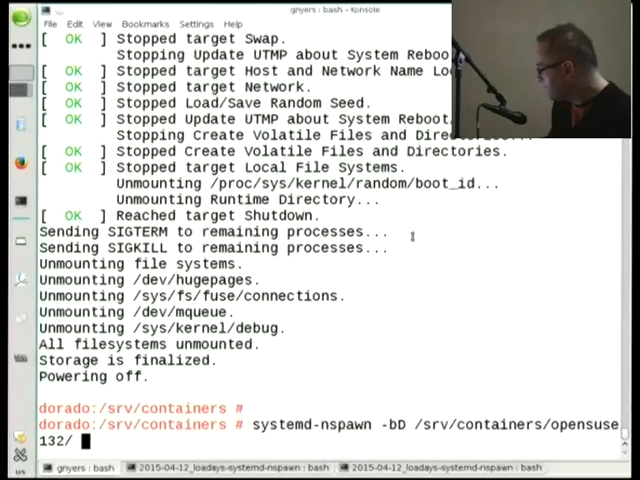 gnyers : bash - Konsole
File Edit View Bookmarks Settings Help
[ OK ] Stopped target Swap.
Stopping Update UTMP about System Reboo
[ OK ] Stopped target Host and Network Name Lo
[ OK ] Stopped target Network.
[ OK ] Stopped Load/Save Random Seed.
[ OK ] Stopped Update UTMP about System Reboot
Stopping Create Volatile Files and Directories...
[ OK ] Stopped Create Volatile Files and Directories.
[ OK ] Stopped target Local File Systems.
Unmounting /proc/sys/kernel/random/boot_id...
Unmounting Runtime Directory...
[ OK ] Reached target Shutdown.
Sending SIGTERM to remaining processes...
Sending SIGKILL to remaining processes...
Unmounting file systems.
Unmounting /dev/hugepages.
Unmounting /sys/fs/fuse/connections.
Unmounting /dev/mqueue.
Unmounting /sys/kernel/debug.
All filesystems unmounted.
Storage is finalized.
Powering off.
dorado:/srv/containers #
dorado:/srv/containers # systemd-nspawn -bD /srv/containers/opensuse
132/
gnyers : bash 2015-04-12_loadays-systemd-nspawn : bash 2015-04-12_loadays-systemd-nspawn : bash
us